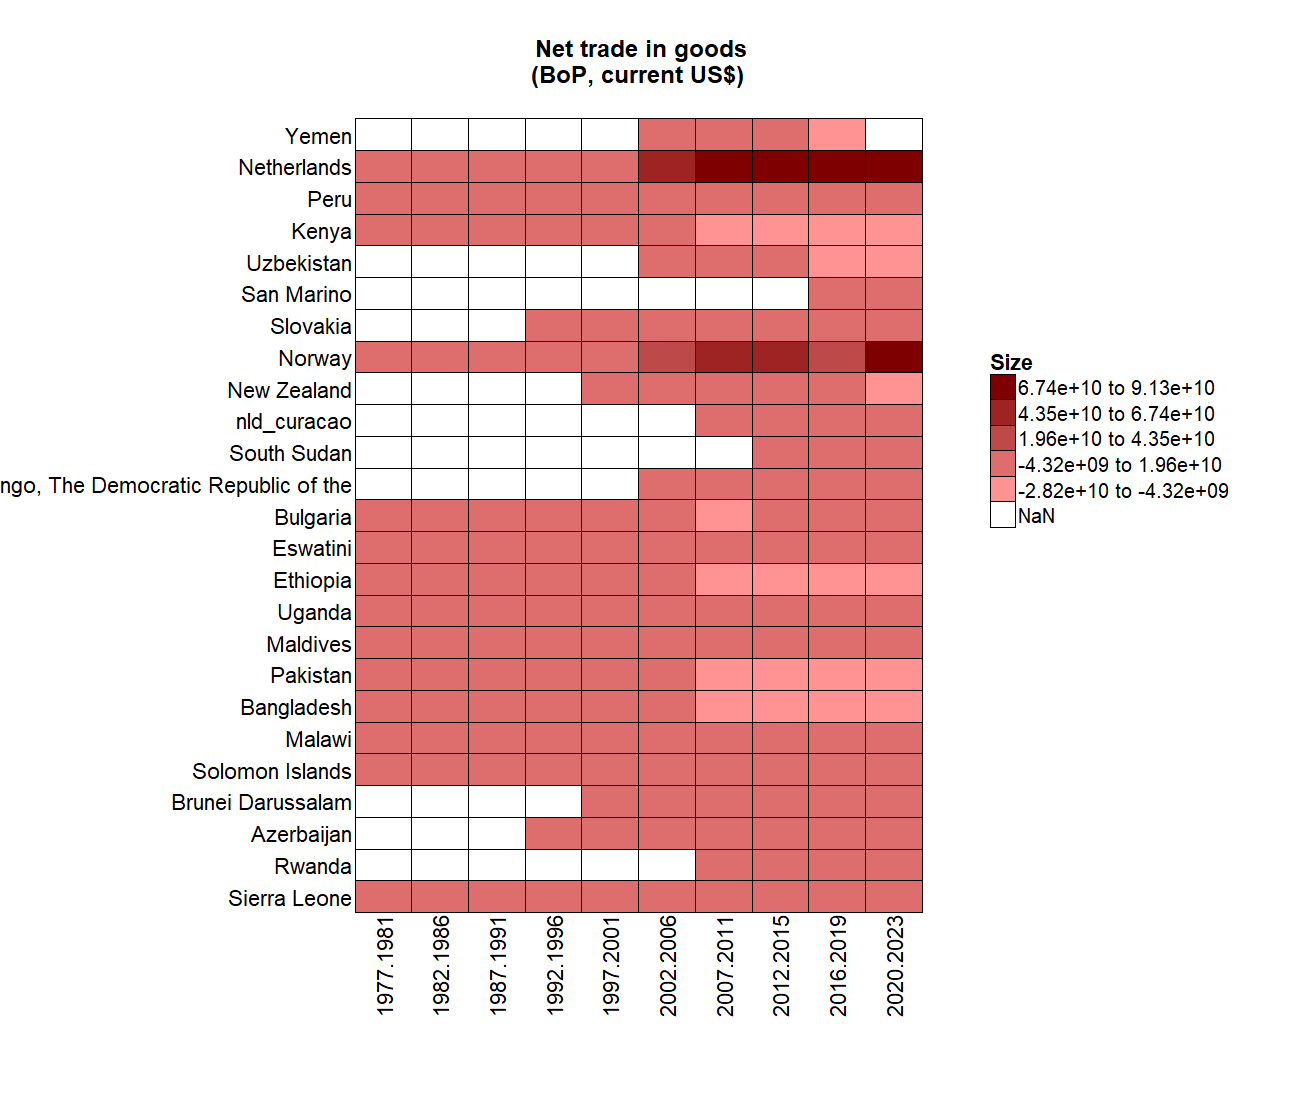 Net trade in goods
(BoP, current US$)
Yemen
Netherlands
Peru
Kenya
Uzbekistan
San Marino
Slovakia
Norway
New Zealand
nld_curacao
South Sudan
ngo, The Democratic Republic of the
Bulgaria
Eswatini
Ethiopia
Uganda
Maldives
Pakistan
Bangladesh
Malawi
Solomon Islands
Brunei Darussalam
Azerbaijan
Rwanda
Sierra Leone
1977.1981
1982.1986
1987.1991
1992.1996
1997.2001
2002.2006
2007.2011
2012.2015
2016.2019
2020.2023
Size
6.74e+10 to 9.13e+10
4.35e+10 to 6.74e+10
1.96e+10 to 4.35e+10
-4.32e+09 to 1.96e+10
-2.82e+10 to -4.32e+09
NaN